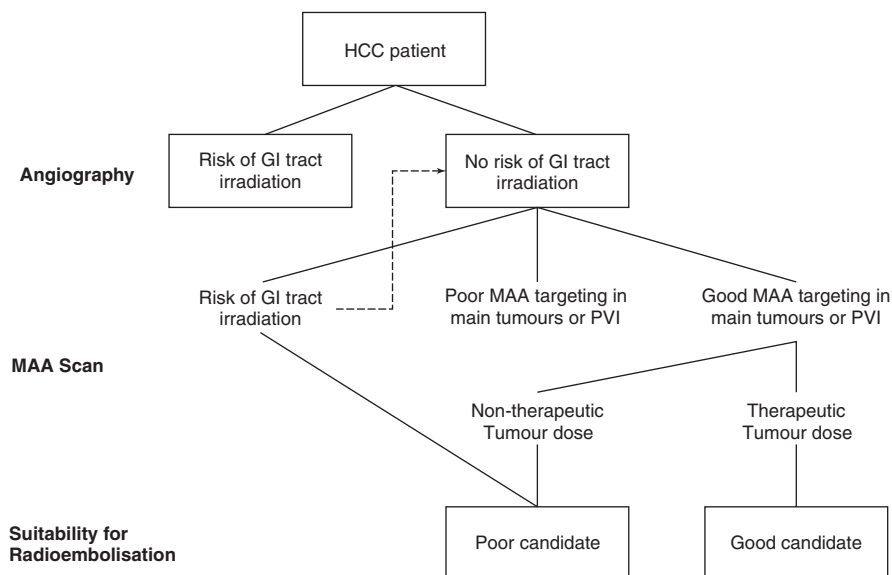 HCC patient
Angiography
Risk of GI tract
irradiation
No risk of GI tract
irradiation
Risk of GI tract
irradiation
Poor MAA targeting in
main tumours or PVI
Good MAA targeting in
main tumours or PVI
MAA Scan
Non-therapeutic
Tumour dose
Therapeutic
Tumour dose
Suitability for
Radioembolisation
Poor candidate
Good candidate